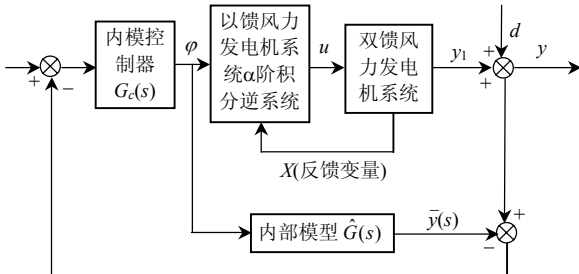 内模控
制器
G_c(s)
φ
以馈风力
发电机系
统α阶积
分逆系统
u
双馈风
力发电
机系统
y₁
d
y
+
−
+
+
X(反馈变量)
内部模型 Ĝ(s)
ȳ(s)
+
−